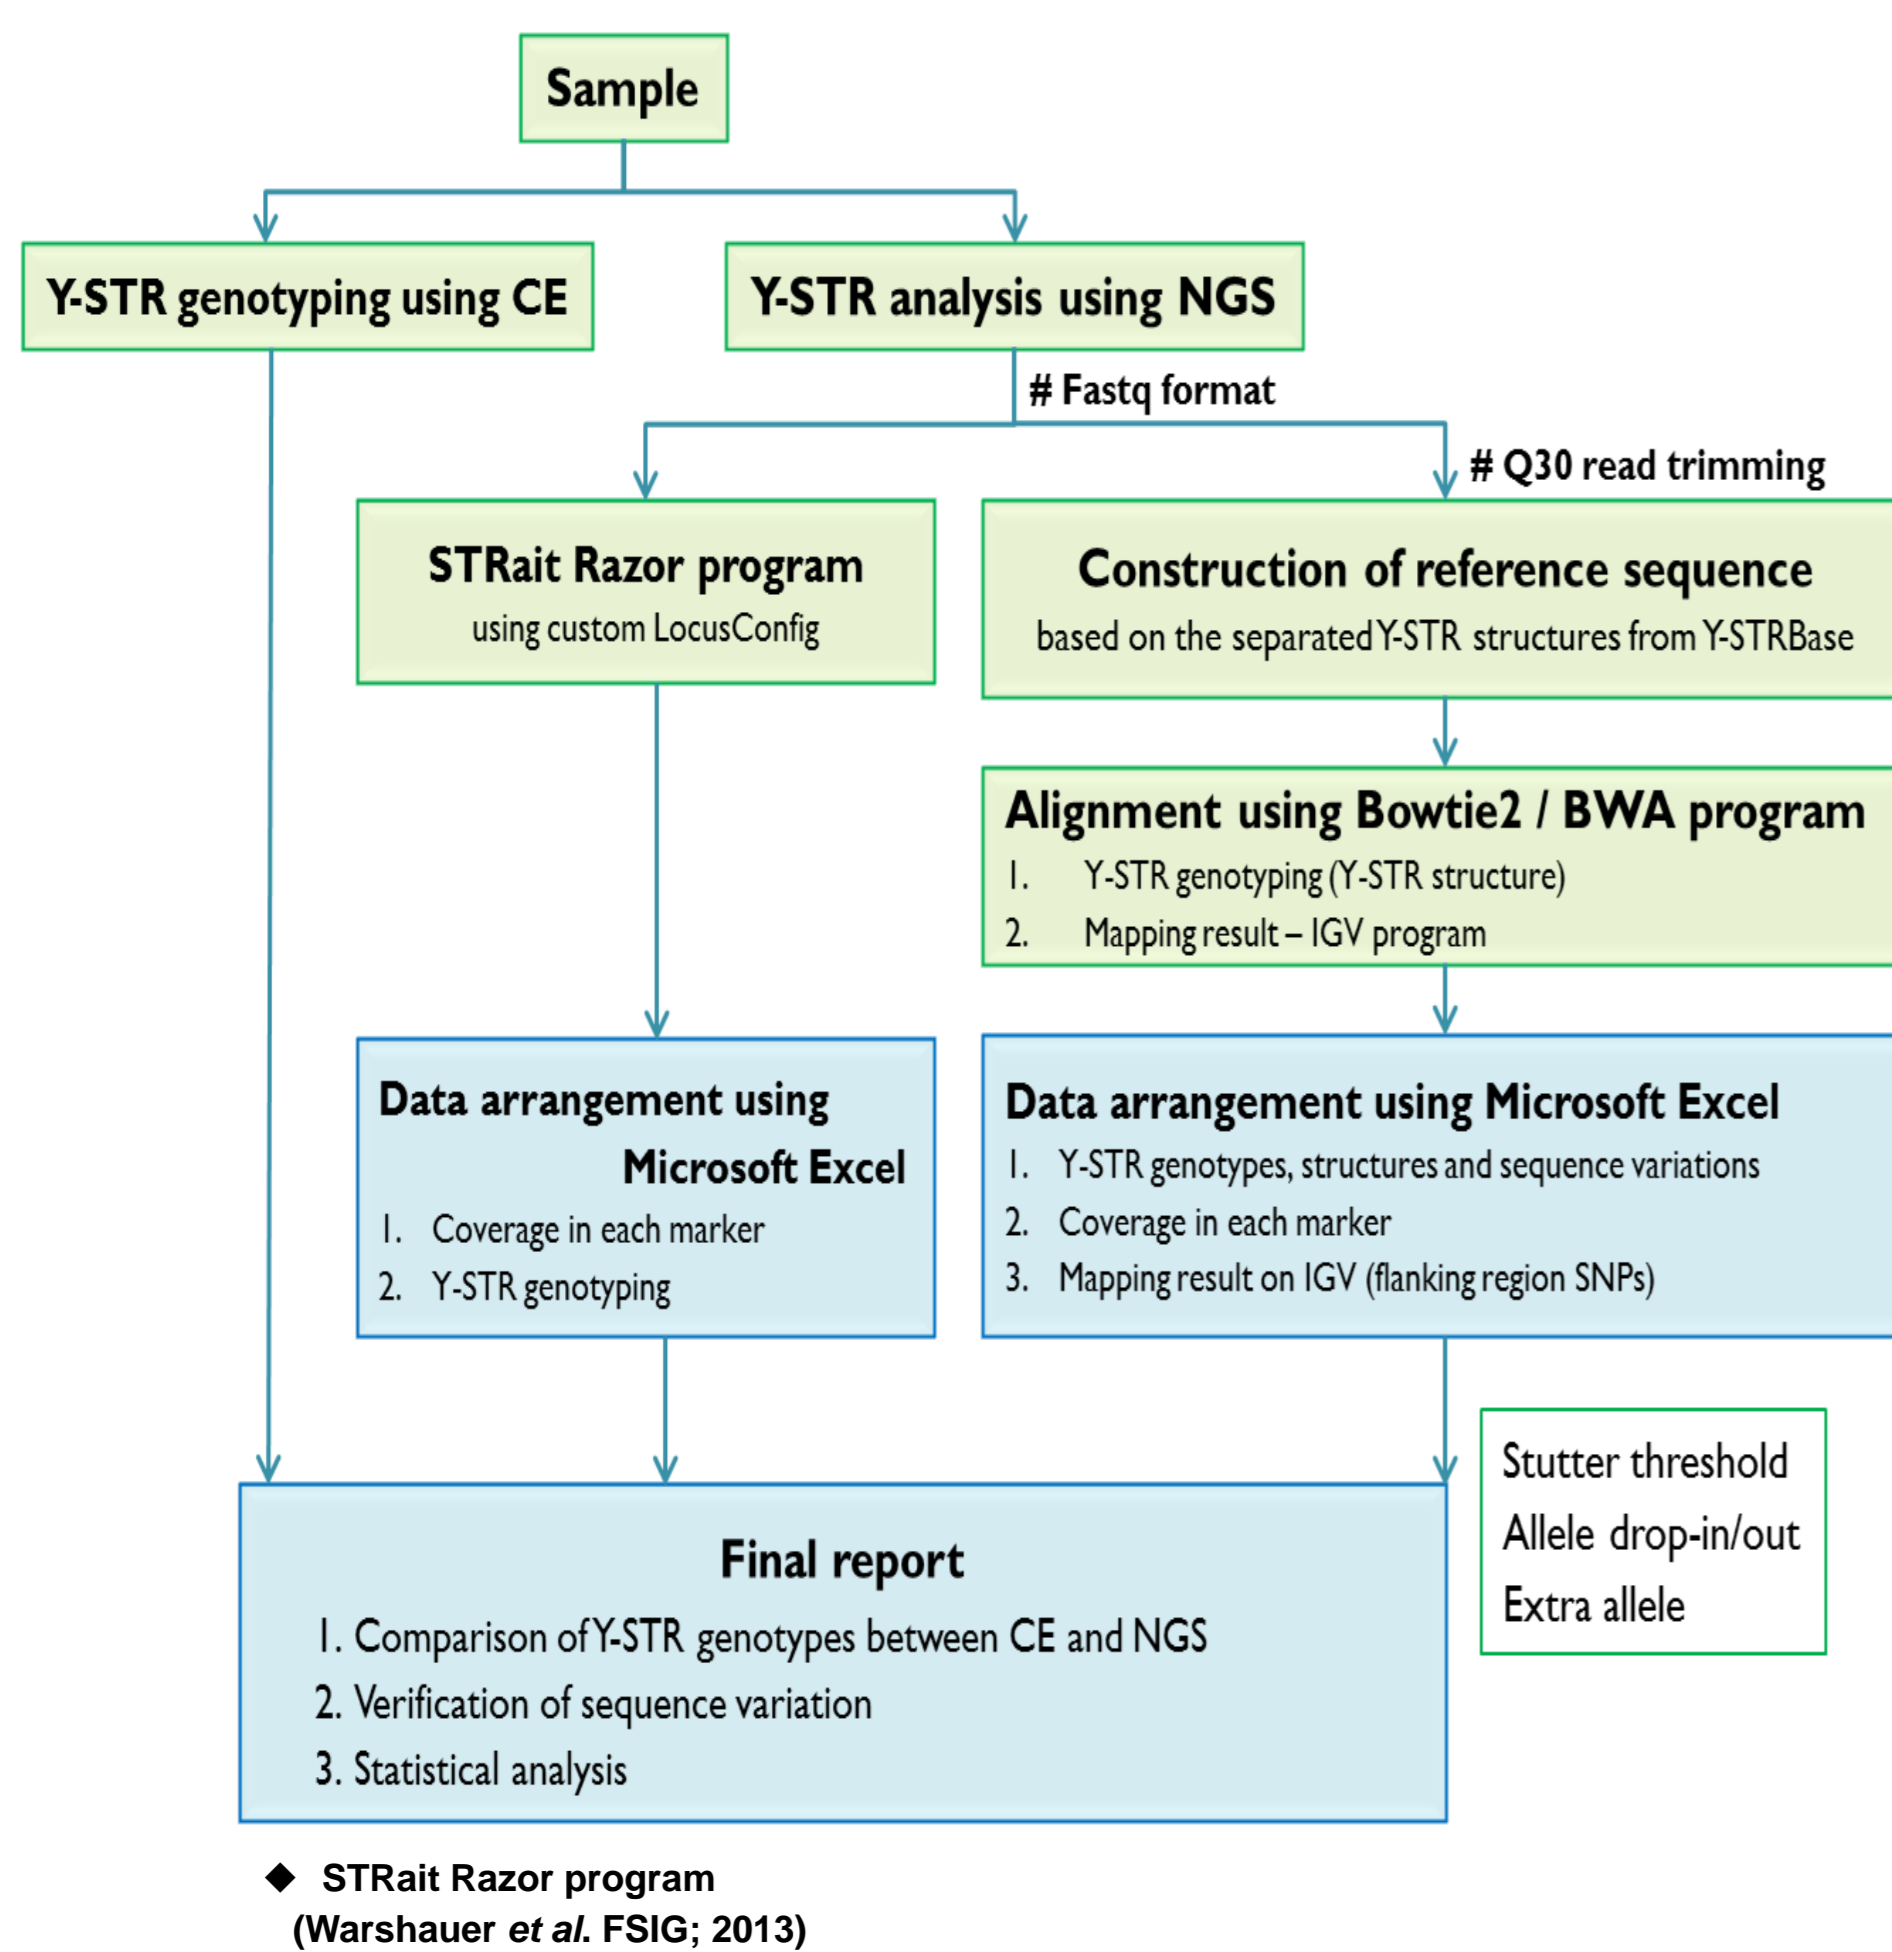 Sample
Y-STR genotyping using CE
Y-STR analysis using NGS
# Fastq format
# Q30 read trimming
STRait Razor program
using custom LocusConfig
Construction of reference sequence
based on the separated Y-STR structures from Y-STRBase
Alignment using Bowtie2 / BWA program
1. Y-STR genotyping (Y-STR structure)
2. Mapping result – IGV program
Data arrangement using
Microsoft Excel
1. Coverage in each marker
2. Y-STR genotyping
Data arrangement using Microsoft Excel
1. Y-STR genotypes, structures and sequence variations
2. Coverage in each marker
3. Mapping result on IGV (flanking region SNPs)
Stutter threshold
Allele drop-in/out
Extra allele
Final report
1. Comparison of Y-STR genotypes between CE and NGS
2. Verification of sequence variation
3. Statistical analysis
◆ STRait Razor program
(Warshauer et al. FSIG; 2013)